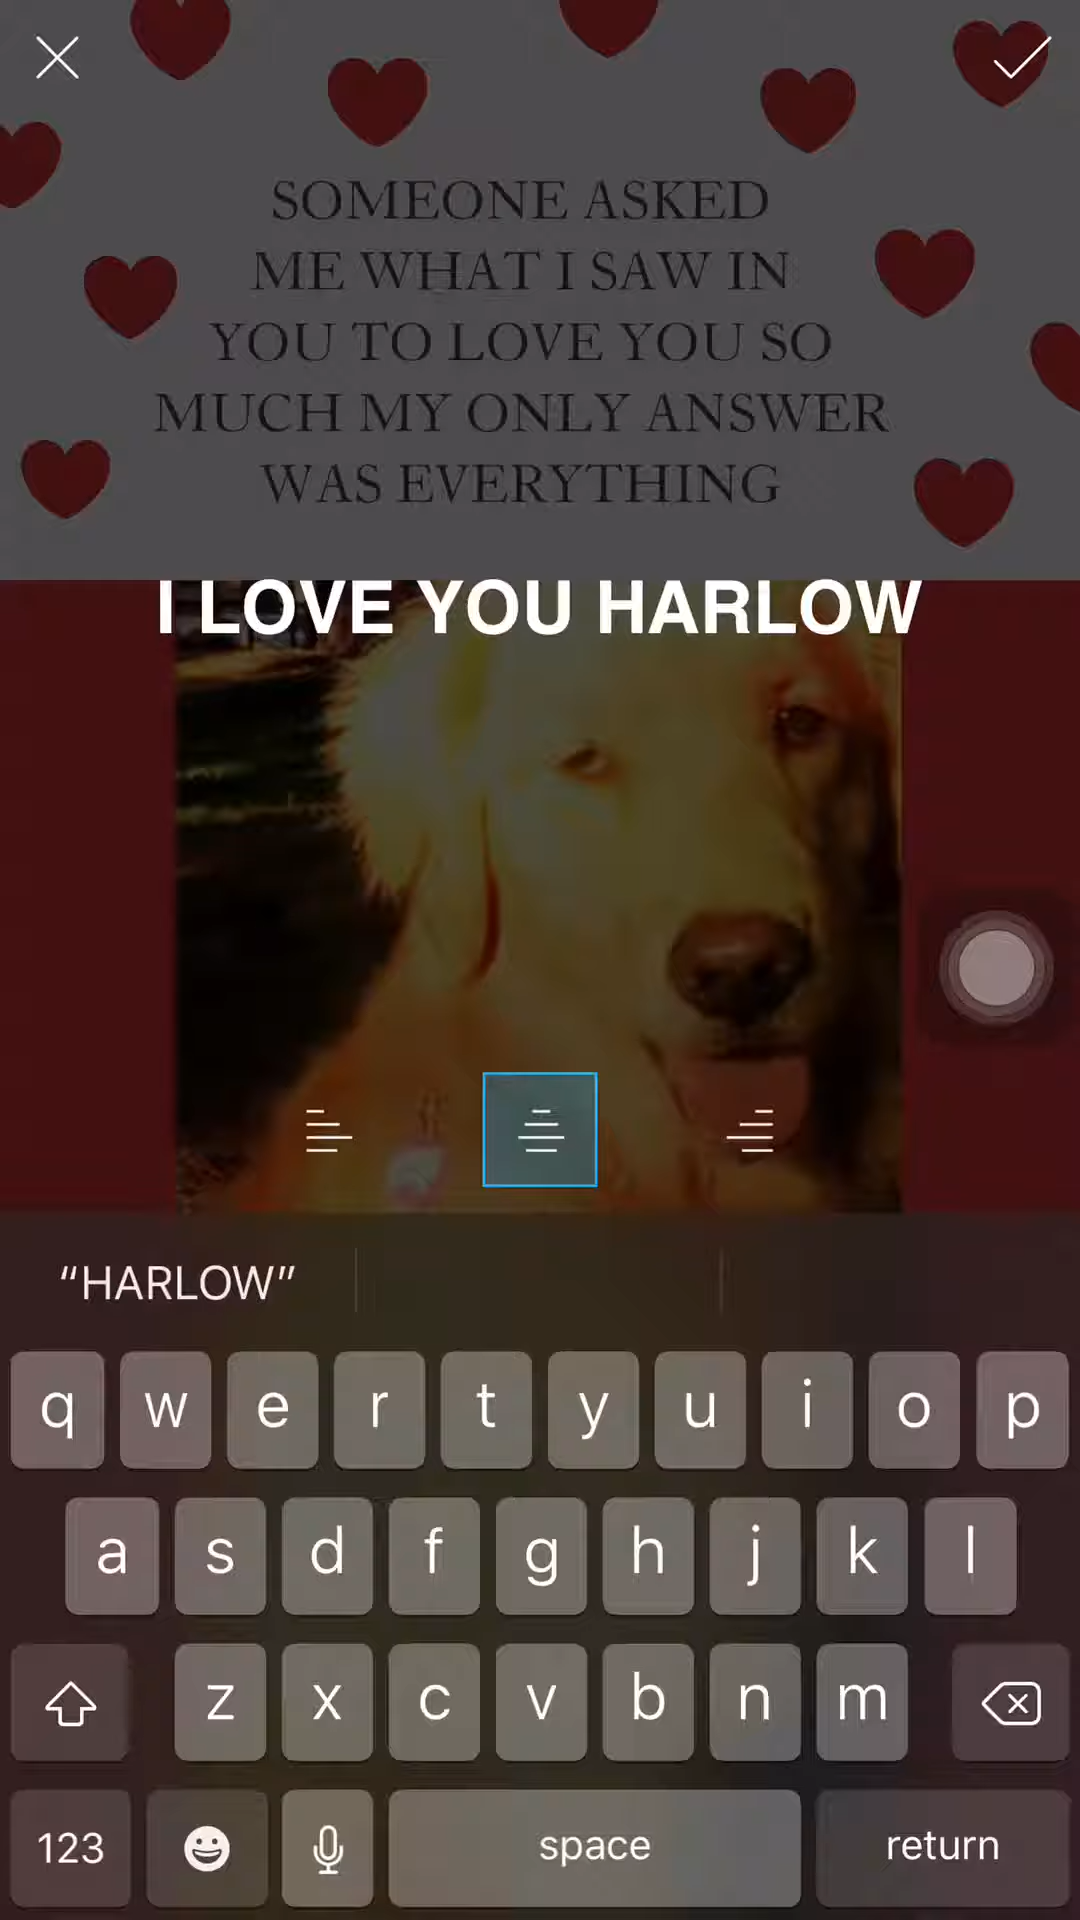 SOMEONE ASKED
ME WHAT I SAW IN
YOU TO LOVE YOU SO
MUCH MY ONLY ANSWER
WAS EVERYTHING
I LOVE YOU HARLOW
“HARLOW”
q w e r t y u i o p
a s d f g h j k l
z x c v b n m
123 space return